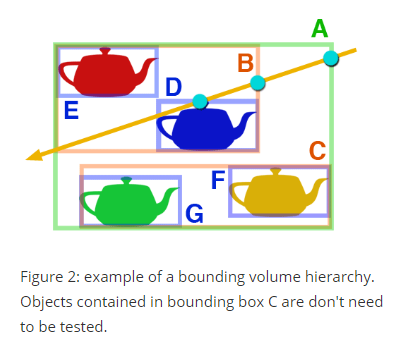 A
B
D
E
C
F
G
Figure 2: example of a bounding volume hierarchy.
Objects contained in bounding box C are don't need
to be tested.